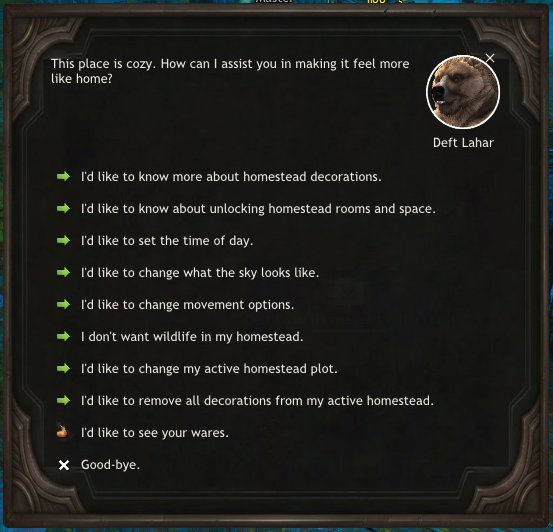 This place is cozy. How can I assist you in making it feel more
like home?
Deft Lahar
I'd like to know more about homestead decorations.
I'd like to know about unlocking homestead rooms and space.
I'd like to set the time of day.
I'd like to change what the sky looks like.
I'd like to change movement options.
I don't want wildlife in my homestead.
I'd like to change my active homestead plot.
I'd like to remove all decorations from my active homestead.
I'd like to see your wares.
Good-bye.